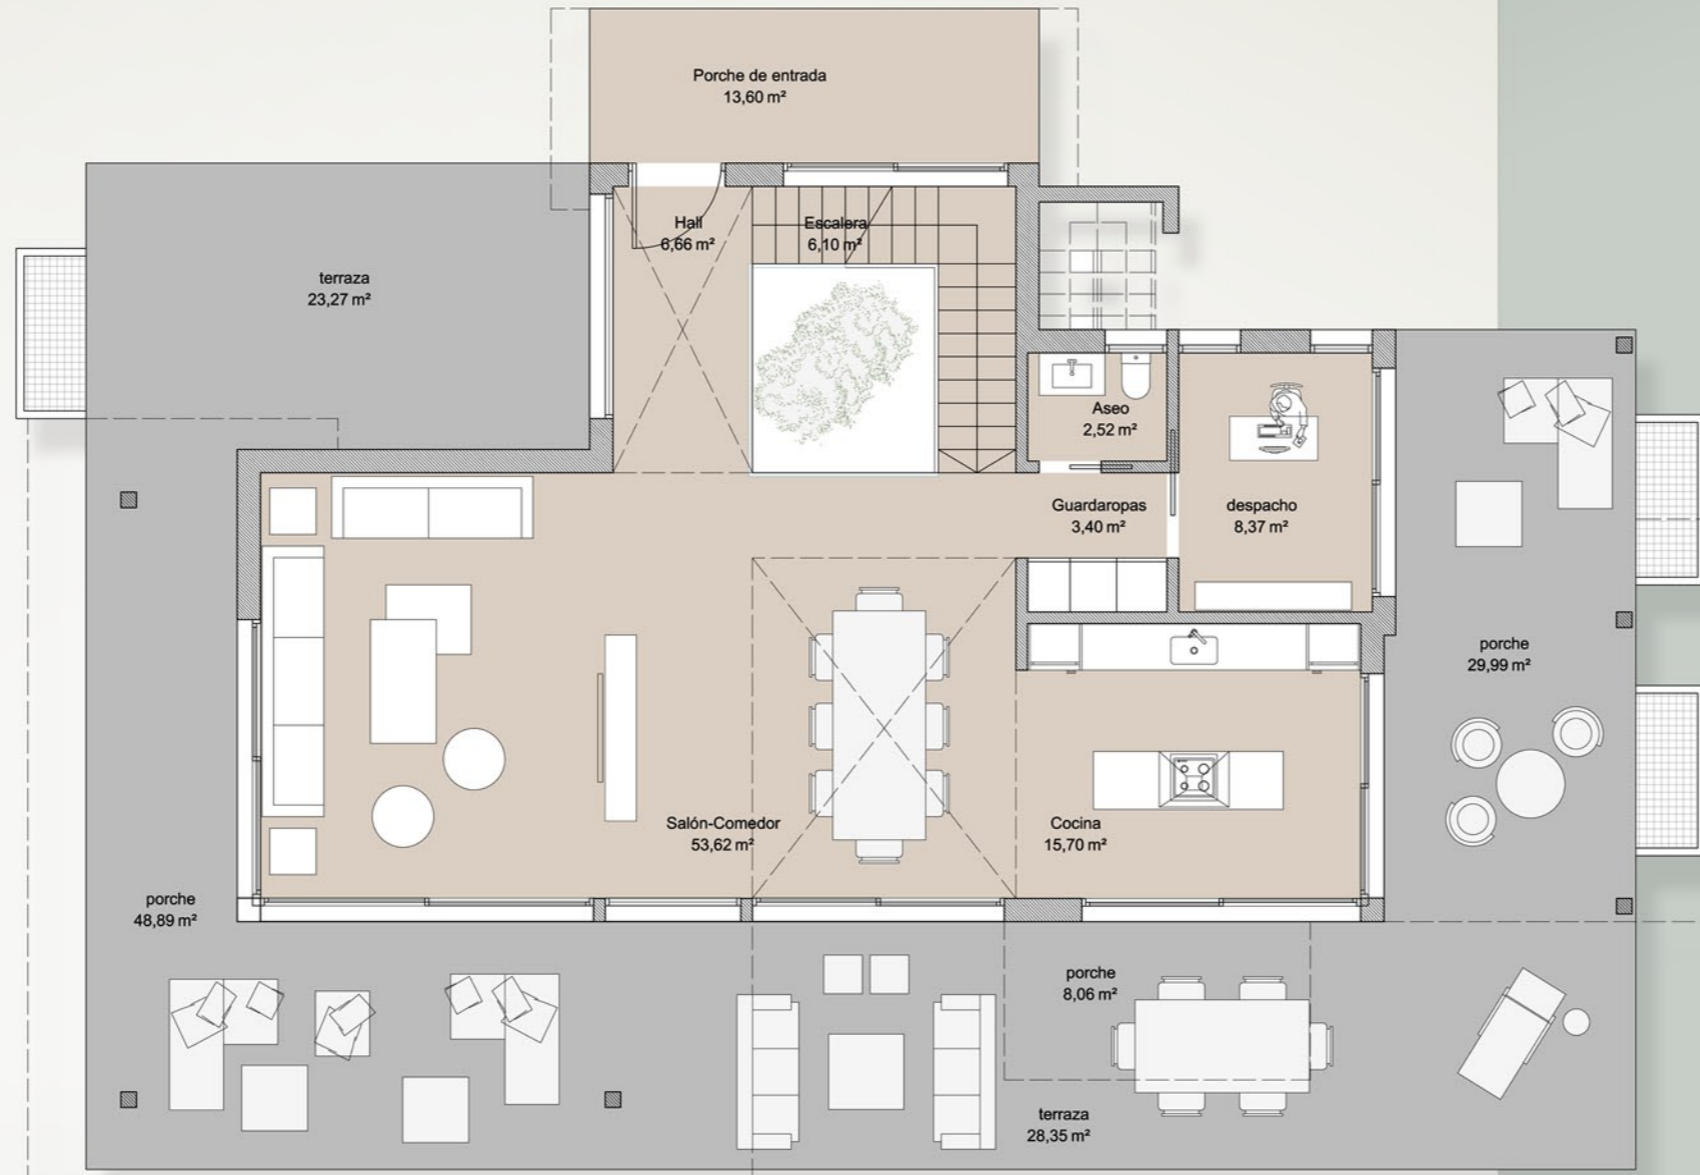 Porche de entrada
13,60 m²
Hall
6,66 m²
Escalera
6,10 m²
terraza
23,27 m²
Aseo
2,52 m²
Guardaropas
3,40 m²
despacho
8,37 m²
porche
29,99 m²
Salón-Comedor
53,62 m²
Cocina
15,70 m²
porche
48,89 m²
porche
8,06 m²
terraza
28,35 m²